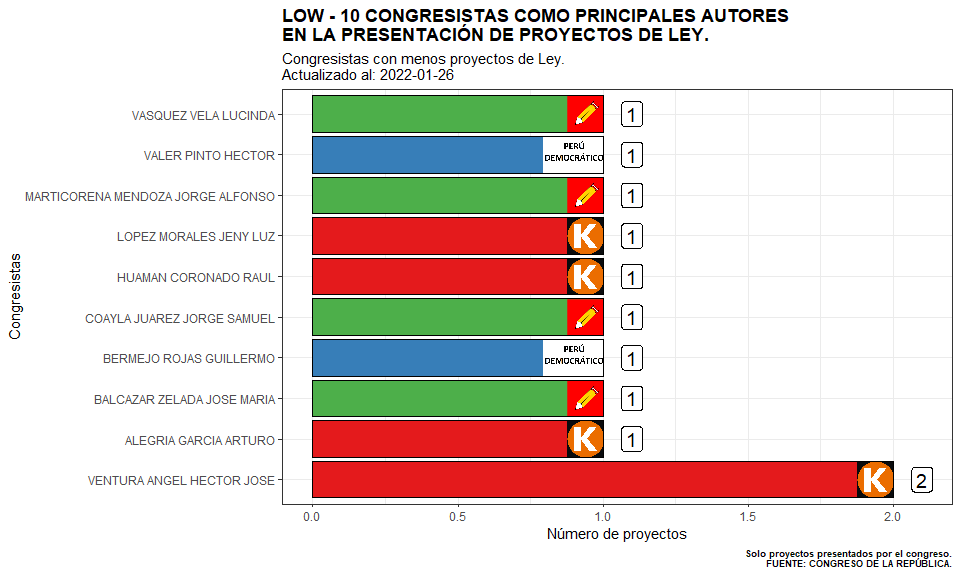 LOW - 10 CONGRESISTAS COMO PRINCIPALES AUTORES
EN LA PRESENTACIÓN DE PROYECTOS DE LEY.
Congresistas con menos proyectos de Ley.
Actualizado al: 2022-01-26
Congresistas
VASQUEZ VELA LUCINDA
1
VALER PINTO HECTOR
PERÚ
DEMOCRÁTICO
1
MARTICORENA MENDOZA JORGE ALFONSO
1
LOPEZ MORALES JENY LUZ
K
1
HUAMAN CORONADO RAUL
K
1
COAYLA JUAREZ JORGE SAMUEL
1
BERMEJO ROJAS GUILLERMO
PERÚ
DEMOCRÁTICO
1
BALCAZAR ZELADA JOSE MARIA
1
ALEGRIA GARCIA ARTURO
K
1
VENTURA ANGEL HECTOR JOSE
K
2
0.0 0.5 1.0 1.5 2.0
Número de proyectos
Solo proyectos presentados por el congreso.
FUENTE: CONGRESO DE LA REPÚBLICA.